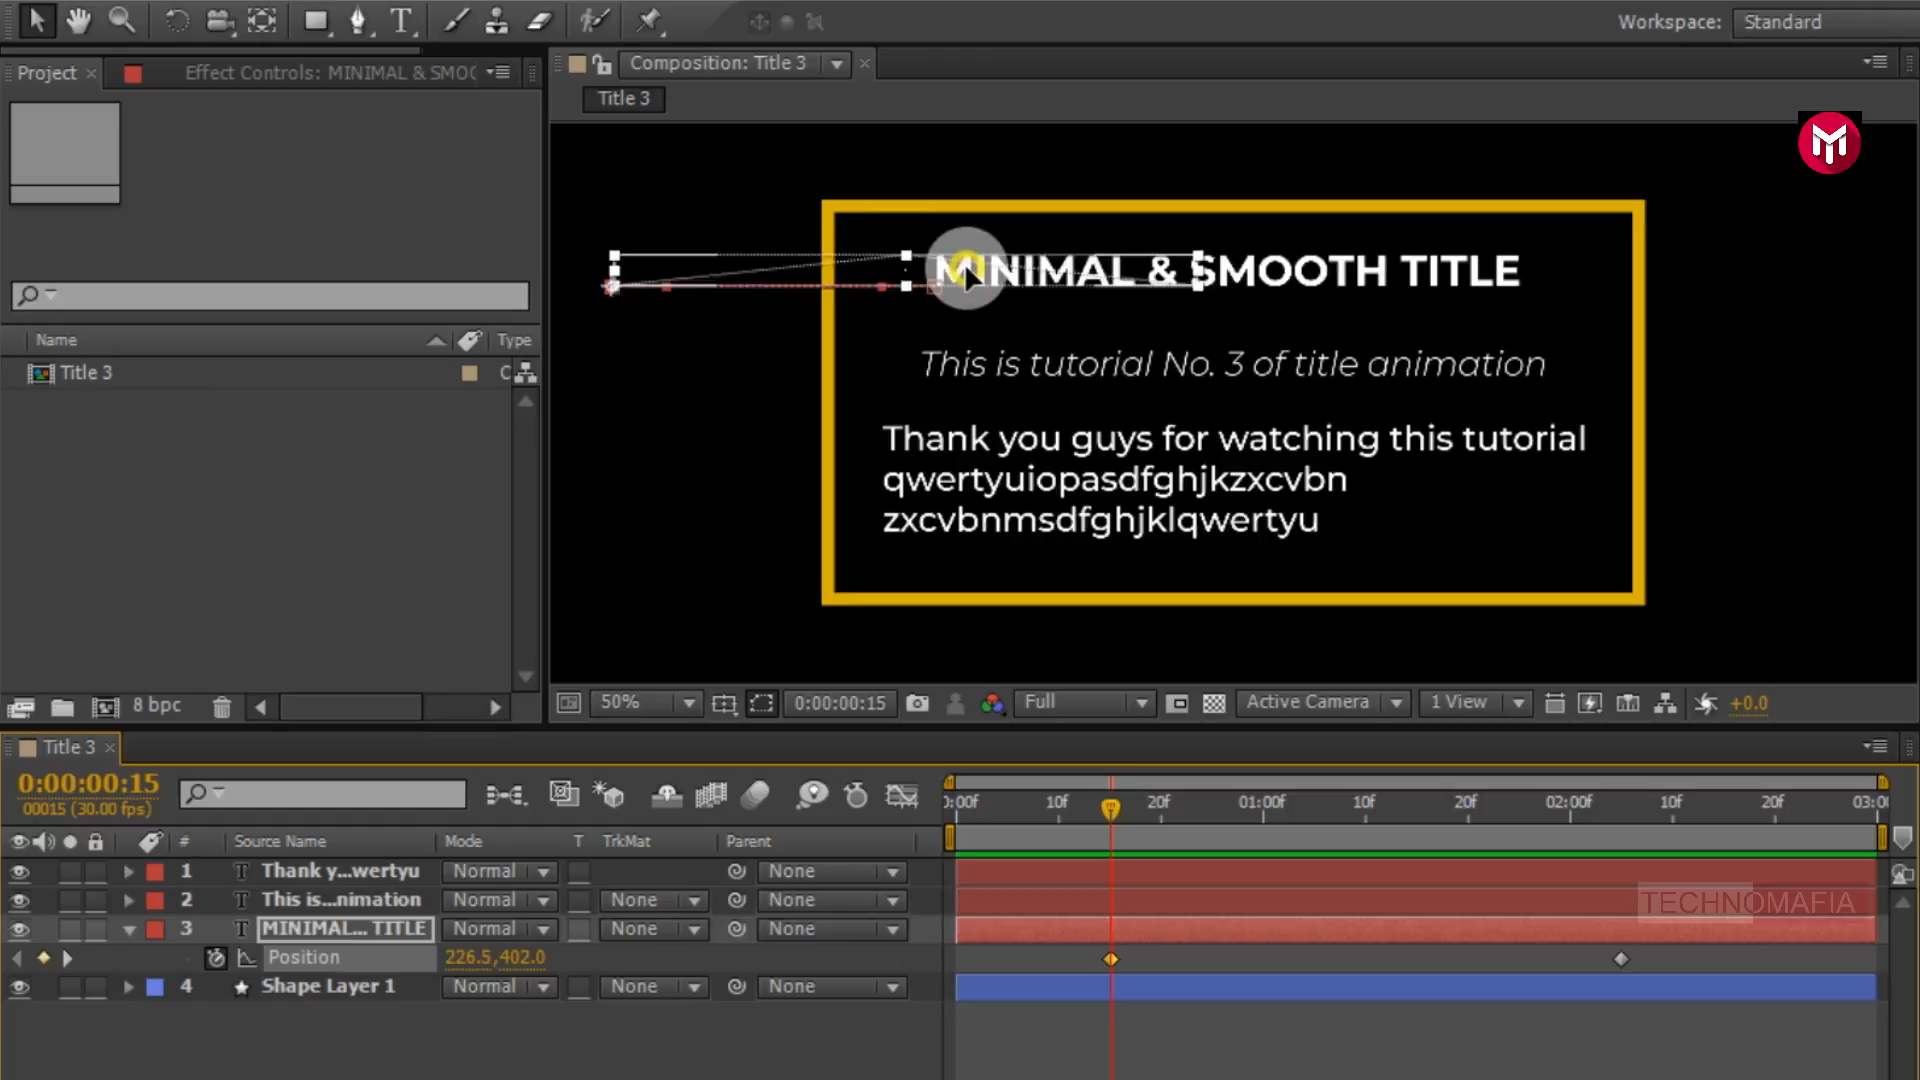 Workspace: Standard
Project
Effect Controls: MINIMAL & SMO
Composition: Title 3
Title 3
MINIMAL & SMOOTH TITLE
This is tutorial No. 3 of title animation
Thank you guys for watching this tutorial
qwertyuiopasdfghjkzxcvbn
zxcvbnmsdfghjklqwertyu
Name Type
Title 3 C
8 bpc
50% 0:00:00:15 Full Active Camera 1 View +0.0
Title 3
0:00:00:15
00015 (30.00 fps)
:00f 10f 20f 01:00f 10f 20f 02:00f 10f 20f 03:00
# Source Name Mode T TrkMat Parent
1 T Thank y...wertyu Normal None
2 T This is...nimation Normal None None
TECHNOMAFIA
3 T MINIMAL... TITLE Normal None None
Position 226.5,402.0
4 Shape Layer 1 Normal None None